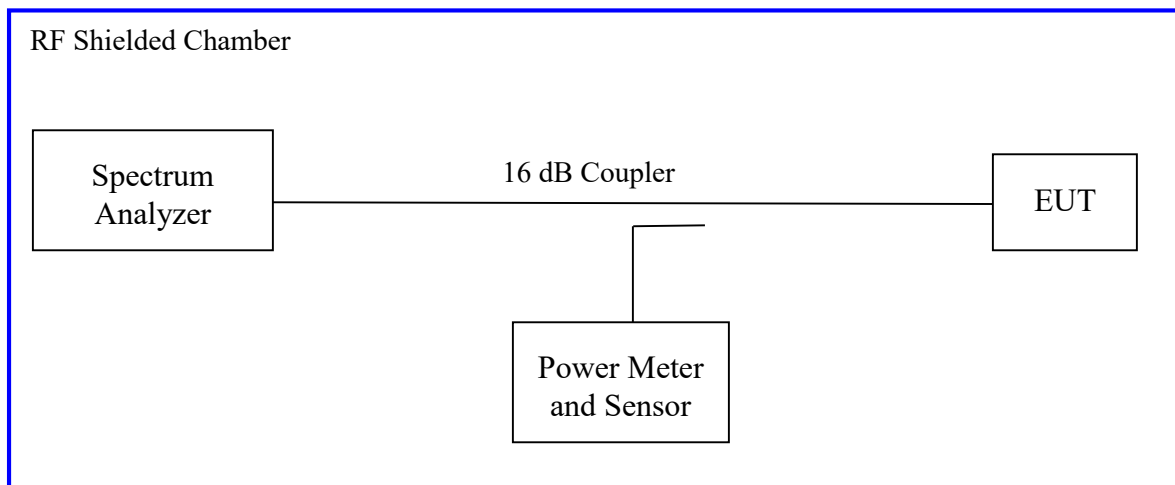 RF Shielded Chamber
Spectrum
Analyzer
16 dB Coupler
EUT
Power Meter
and Sensor